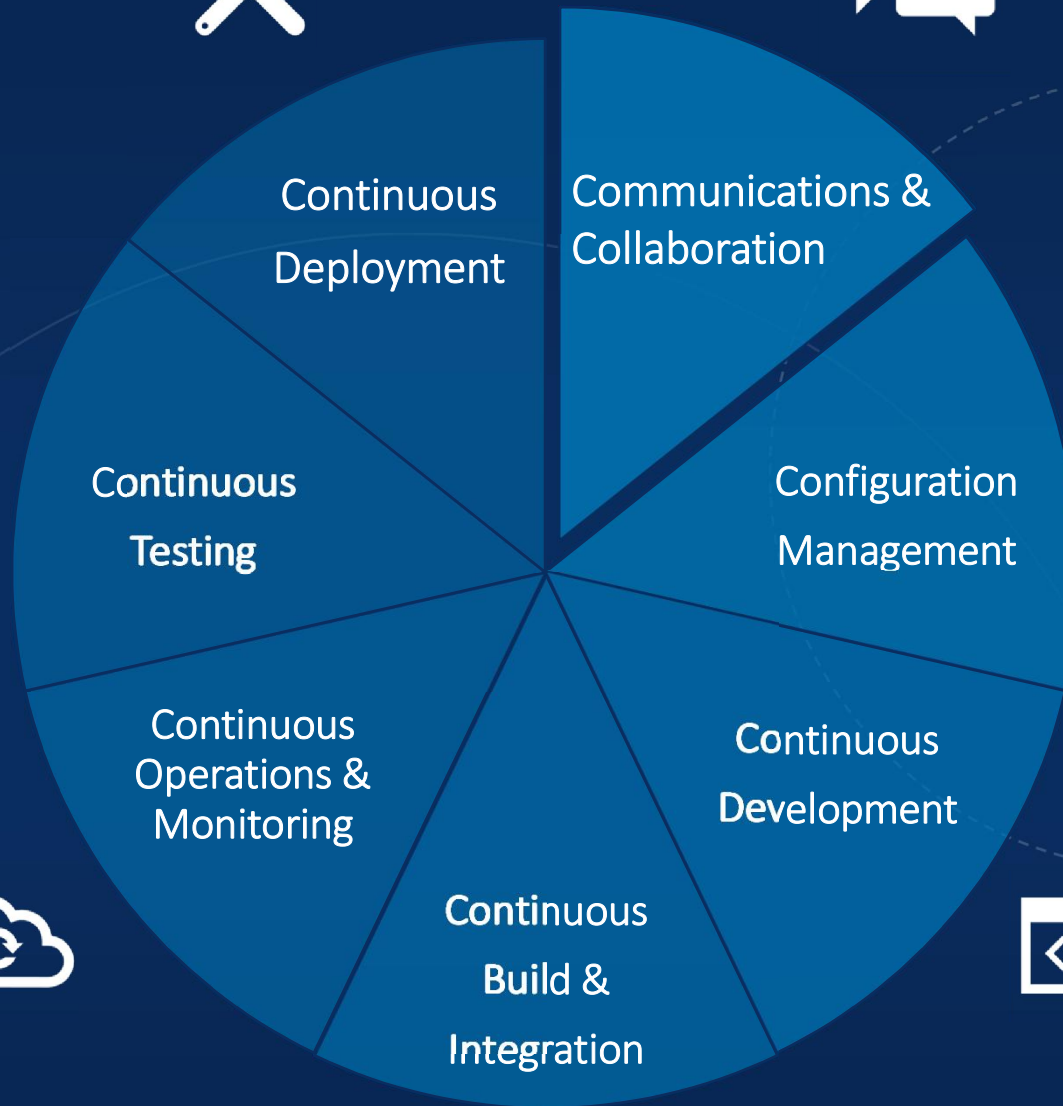 Continuous
Deployment
Communications &
Collaboration
Continuous
Testing
Configuration
Management
Continuous
Operations &
Monitoring
Continuous
Development
Continuous
Build &
Integration